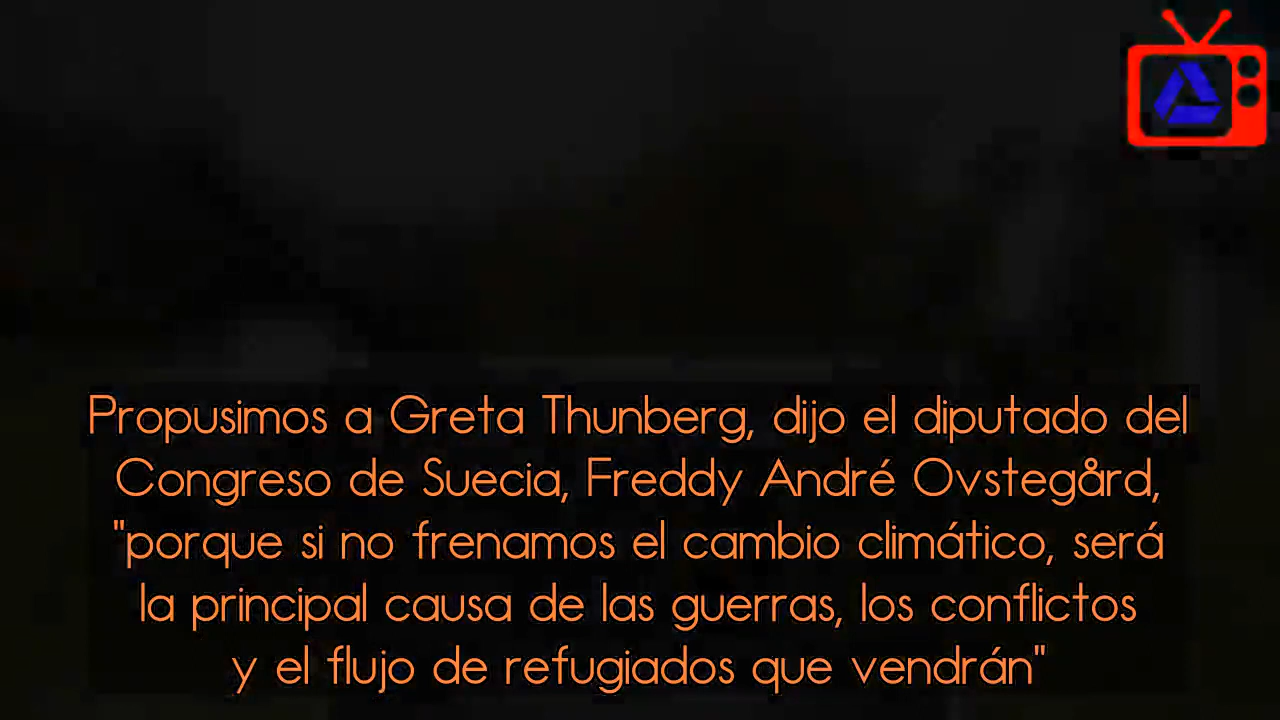 Propusimos a Greta Thunberg, dijo el diputado del
Congreso de Suecia, Freddy André Ovstegård,
"porque si no frenamos el cambio climático, será
la principal causa de las guerras, los conflictos
y el flujo de refugiados que vendrán"